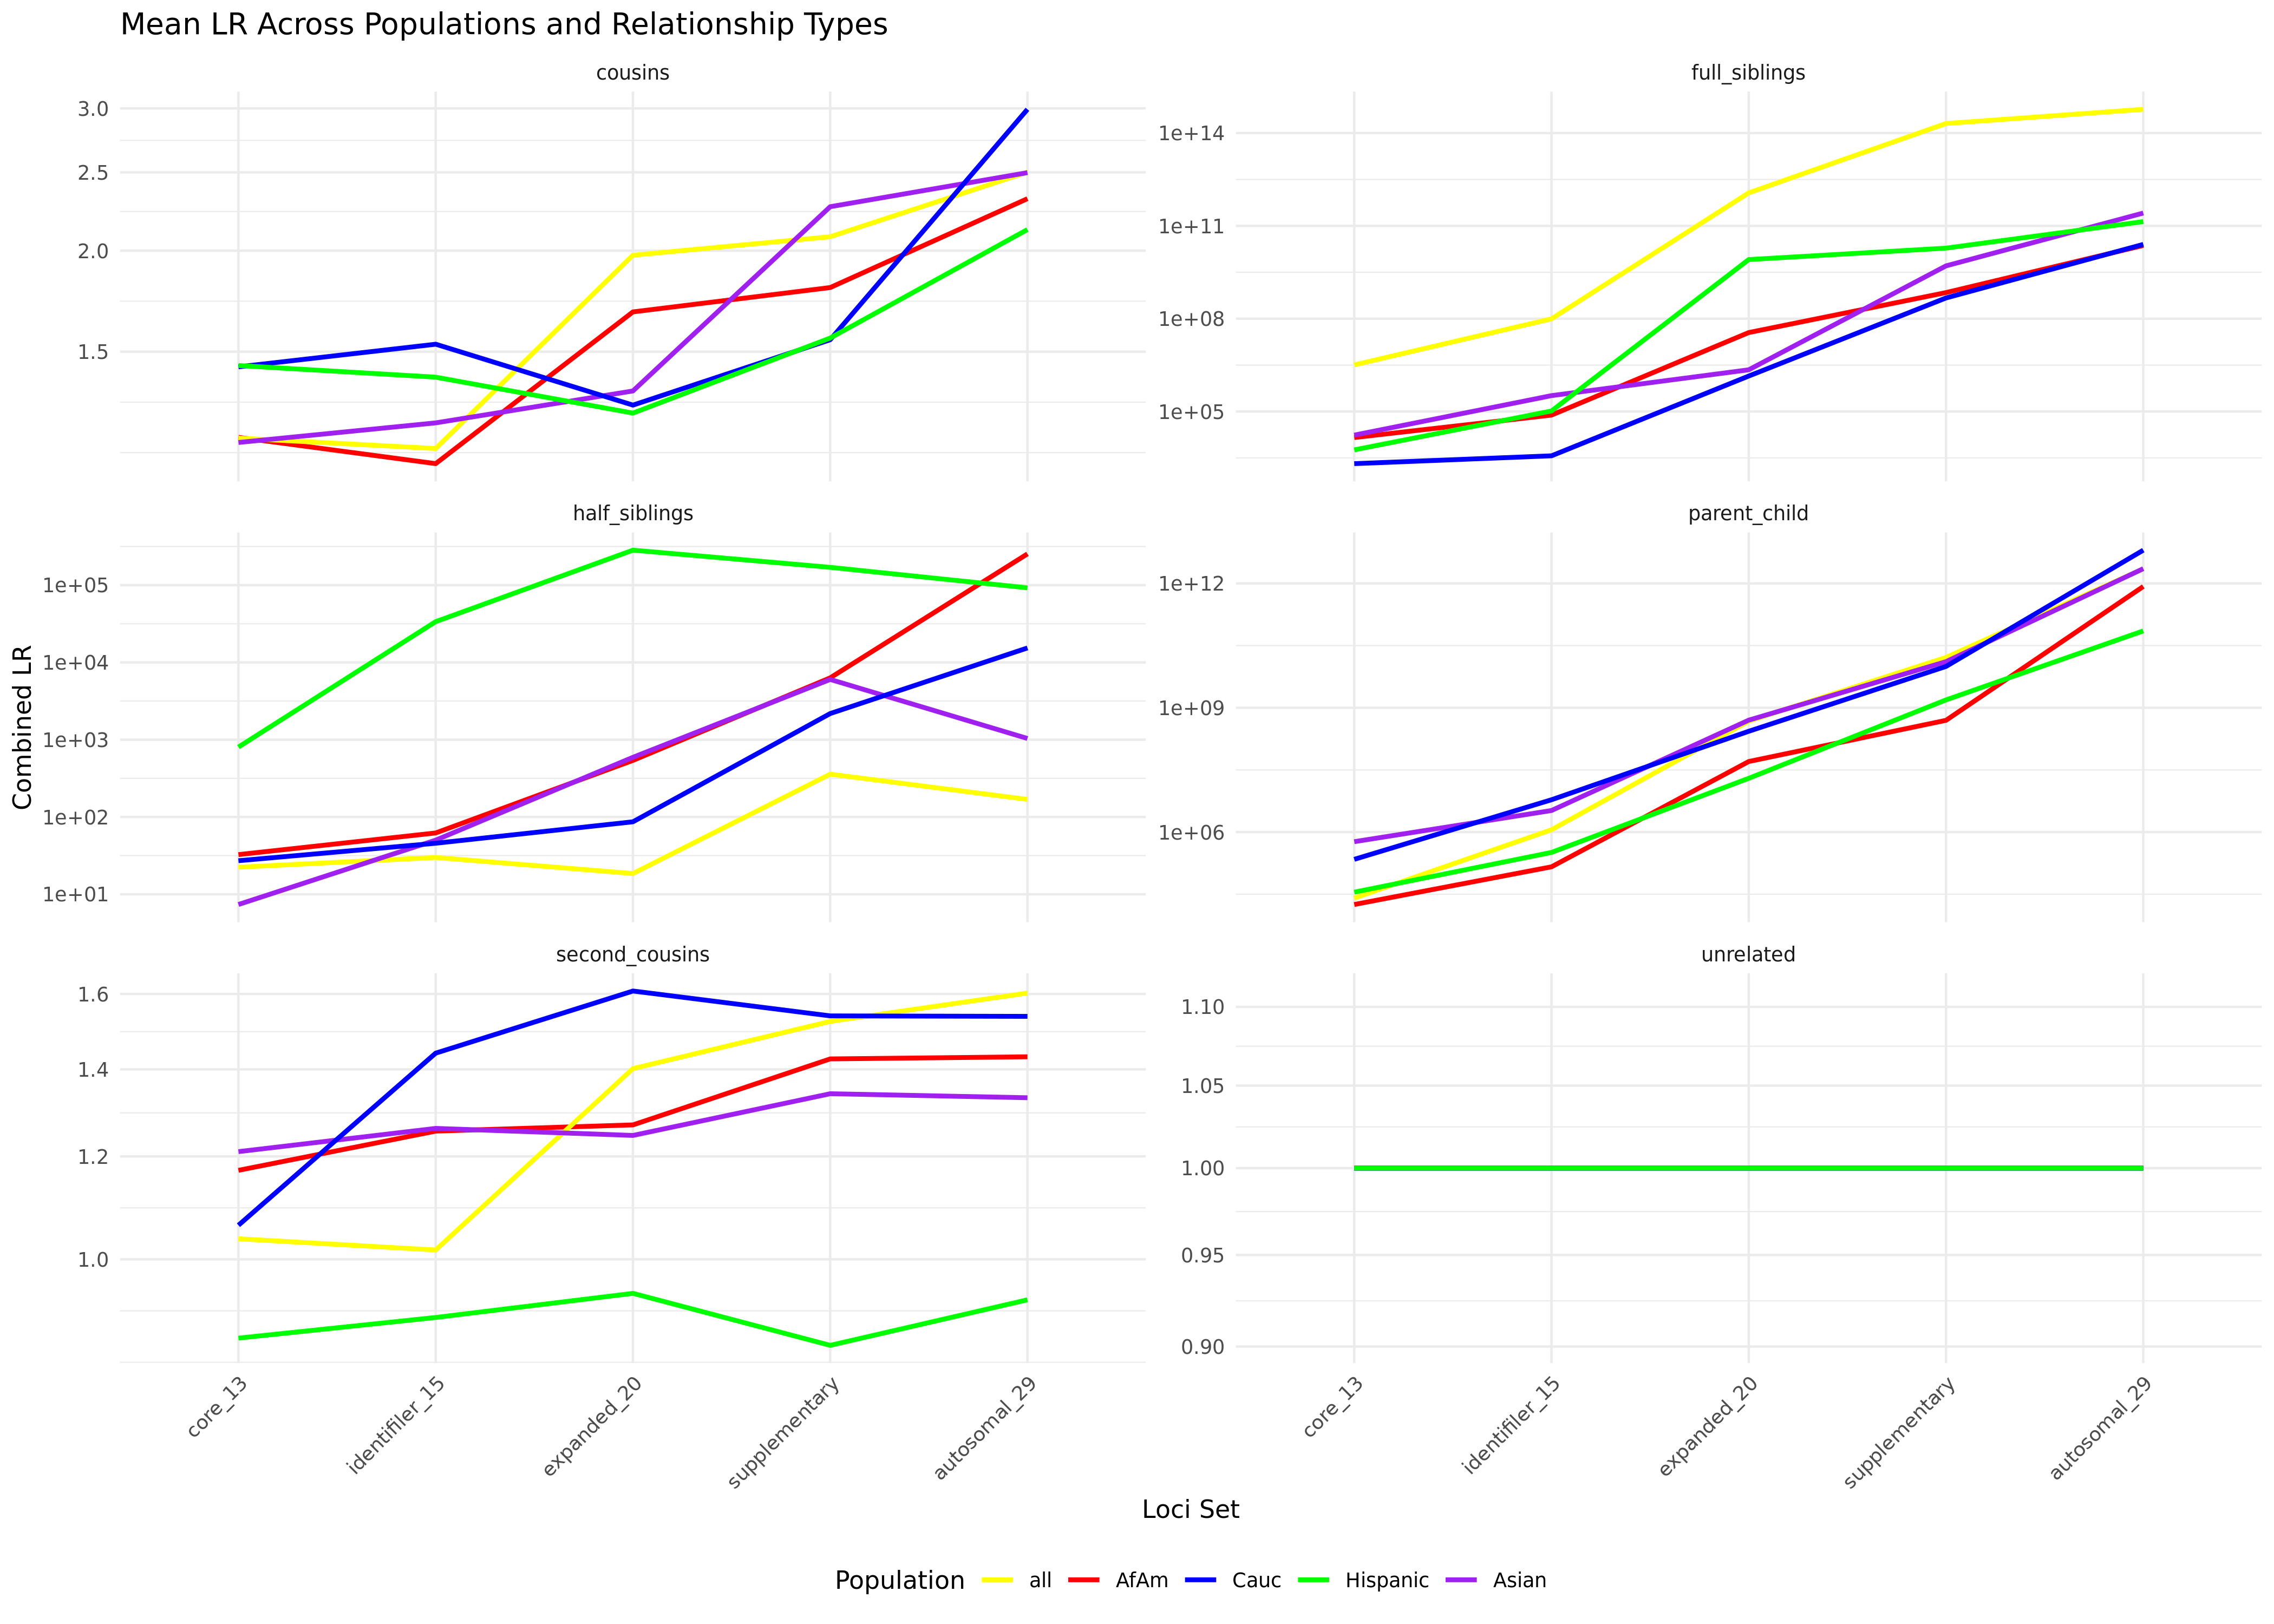 Mean LR Across Populations and Relationship Types
cousins
3.0
2.5
2.0
1.5
full_siblings
1e+14
1e+11
1e+08
1e+05
Combined LR
half_siblings
1e+05
1e+04
1e+03
1e+02
1e+01
parent_child
1e+12
1e+09
1e+06
second_cousins
1.6
1.4
1.2
1.0
unrelated
1.10
1.05
1.00
0.95
0.90
core_13
identifiler_15
expanded_20
supplementary
autosomal_29
core_13
identifiler_15
expanded_20
supplementary
autosomal_29
Loci Set
Population all AfAm Cauc Hispanic Asian